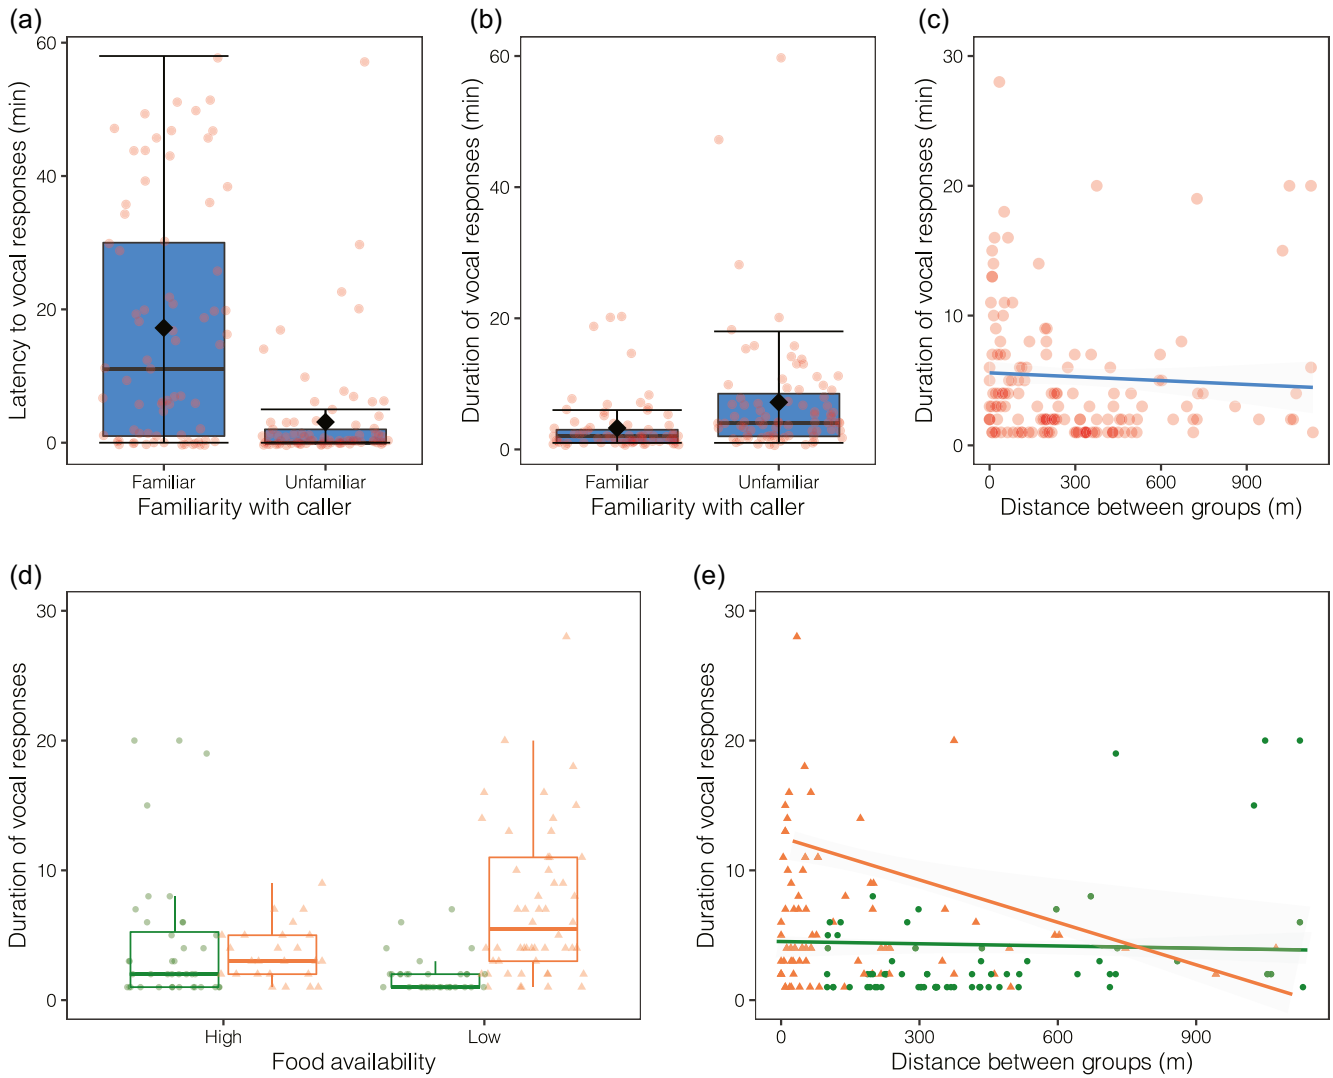 (a)
Latency to vocal responses (min)
60
40
20
0
Familiar
Unfamiliar
Familiarity with caller
(b)
Duration of vocal responses (min)
60
40
20
0
Familiar
Unfamiliar
Familiarity with caller
(c)
Duration of vocal responses (min)
30
20
10
0
0
300
600
900
Distance between groups (m)
(d)
Duration of vocal responses
30
20
10
0
High
Low
Food availability
(e)
Duration of vocal responses
30
20
10
0
0
300
600
900
Distance between groups (m)